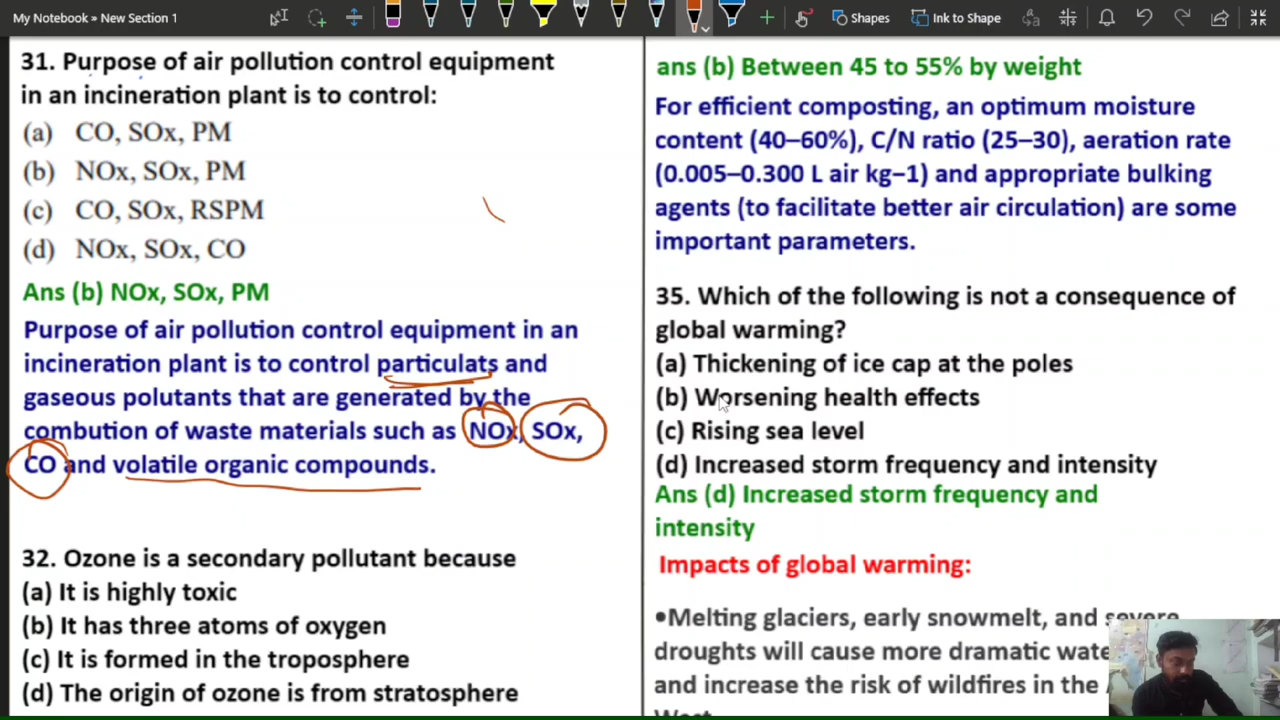 My Notebook » New Section 1
Shapes
Ink to Shape
31. Purpose of air pollution control equipment
in an incineration plant is to control:
(a) CO, SOx, PM
(b) NOx, SOx, PM
(c) CO, SOx, RSPM
(d) NOx, SOx, CO
Ans (b) NOx, SOx, PM
Purpose of air pollution control equipment in an
incineration plant is to control particulats and
gaseous polutants that are generated by the
combution of waste materials such as NOx, SOx,
CO and volatile organic compounds.
32. Ozone is a secondary pollutant because
(a) It is highly toxic
(b) It has three atoms of oxygen
(c) It is formed in the troposphere
(d) The origin of ozone is from stratosphere
ans (b) Between 45 to 55% by weight
For efficient composting, an optimum moisture
content (40–60%), C/N ratio (25–30), aeration rate
(0.005–0.300 L air kg−1) and appropriate bulking
agents (to facilitate better air circulation) are some
important parameters.
35. Which of the following is not a consequence of
global warming?
(a) Thickening of ice cap at the poles
(b) Worsening health effects
(c) Rising sea level
(d) Increased storm frequency and intensity
Ans (d) Increased storm frequency and
intensity
Impacts of global warming:
•Melting glaciers, early snowmelt, and severe
droughts will cause more dramatic
and increase the risk of wildfires in the
West